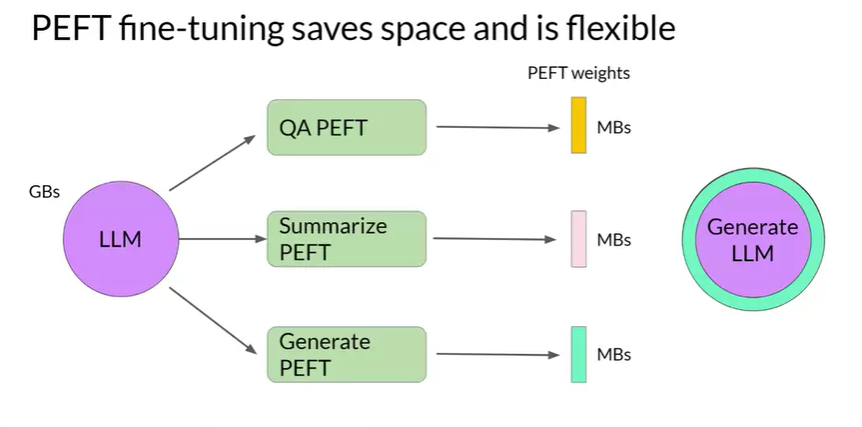 PEFT fine-tuning saves space and is flexible
PEFT weights
QA PEFT
MBs
GBs
LLM
Summarize
PEFT
MBs
Generate
LLM
Generate
PEFT
MBs